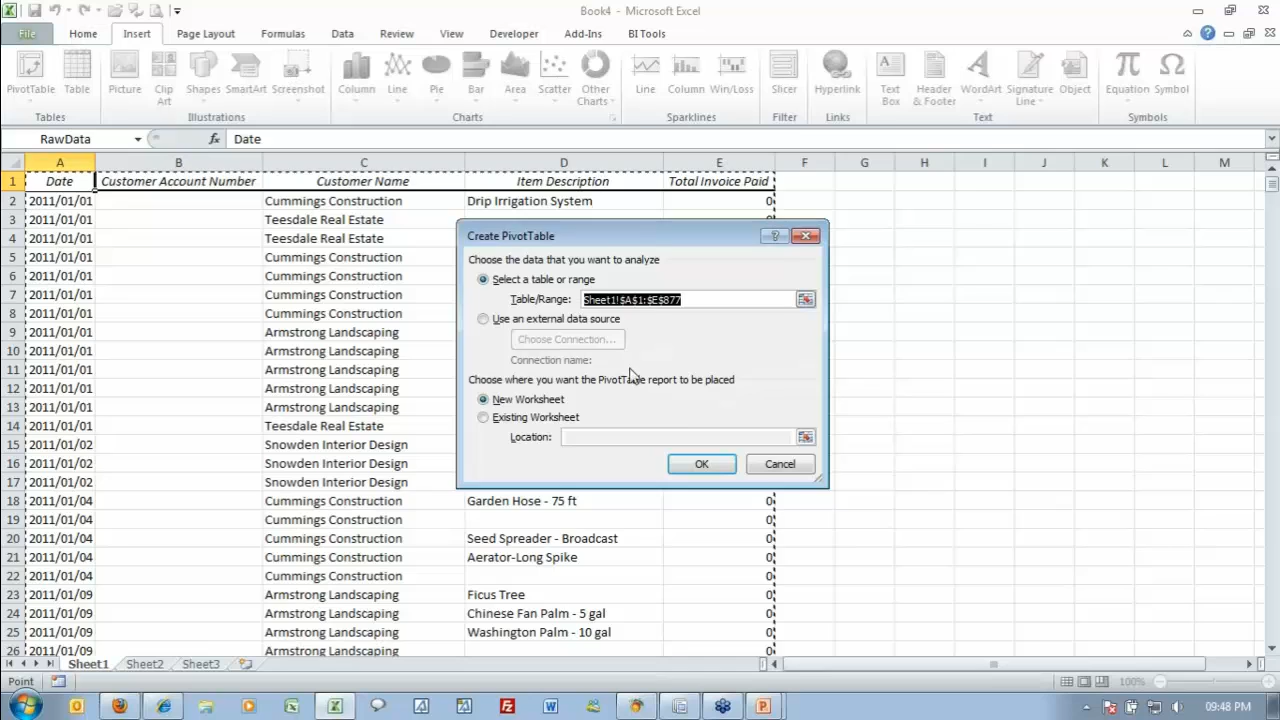 Book4 - Microsoft Excel
File Home Insert Page Layout Formulas Data Review View Developer Add-Ins BI Tools
PivotTable Table Picture Clip Art Shapes SmartArt Screenshot Column Line Pie Bar Area Scatter Other Charts Line Column Win/Loss Slicer Hyperlink Text Box Header & Footer WordArt Signature Line Object Equation Symbol
Tables Illustrations Charts Sparklines Filter Links Text Symbols
RawData fx Date
A B C D E F G H I J K L M
1 Date Customer Account Number Customer Name Item Description Total Invoice Paid
2 2011/01/01 Cummings Construction Drip Irrigation System 0
3 2011/01/01 Teesdale Real Estate
4 2011/01/01 Teesdale Real Estate
5 2011/01/01 Cummings Construction
6 2011/01/01 Cummings Construction
7 2011/01/01 Cummings Construction
8 2011/01/01 Cummings Construction
9 2011/01/01 Armstrong Landscaping
10 2011/01/01 Armstrong Landscaping
11 2011/01/01 Armstrong Landscaping
12 2011/01/01 Armstrong Landscaping
13 2011/01/01 Armstrong Landscaping
14 2011/01/01 Teesdale Real Estate
15 2011/01/02 Snowden Interior Design
16 2011/01/02 Snowden Interior Design
17 2011/01/02 Snowden Interior Design
18 2011/01/04 Cummings Construction Garden Hose - 75 ft 0
19 2011/01/04 Cummings Construction 0
20 2011/01/04 Cummings Construction Seed Spreader - Broadcast 0
21 2011/01/04 Cummings Construction Aerator-Long Spike 0
22 2011/01/04 Cummings Construction 0
23 2011/01/09 Armstrong Landscaping Ficus Tree 0
24 2011/01/09 Armstrong Landscaping Chinese Fan Palm - 5 gal 0
25 2011/01/09 Armstrong Landscaping Washington Palm - 10 gal 0
26 2011/01/09 Armstrong Landscaping 0
Create PivotTable
Choose the data that you want to analyze
Select a table or range
Table/Range: Sheet1!$A$1:$E$877
Use an external data source
Choose Connection...
Connection name:
Choose where you want the PivotTable report to be placed
New Worksheet
Existing Worksheet
Location:
OK Cancel
Sheet1 Sheet2 Sheet3
Point 100%
09:48 PM